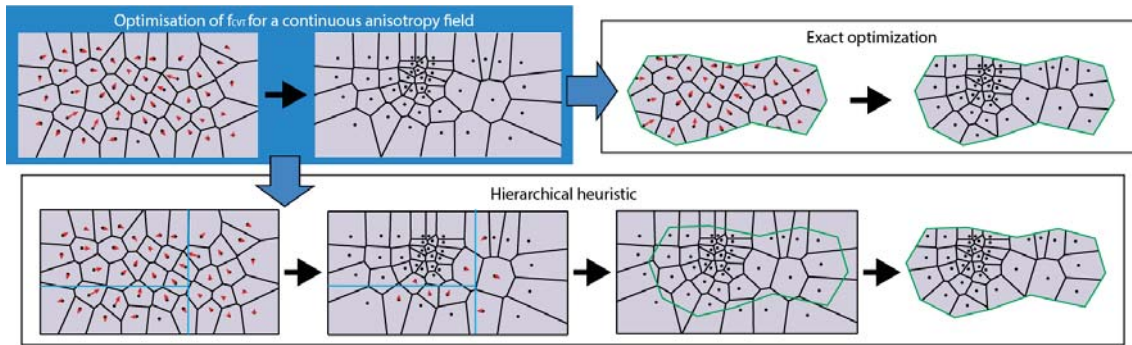 Optimisation of fCVT for a continuous anisotropy field
Exact optimization
Hierarchical heuristic